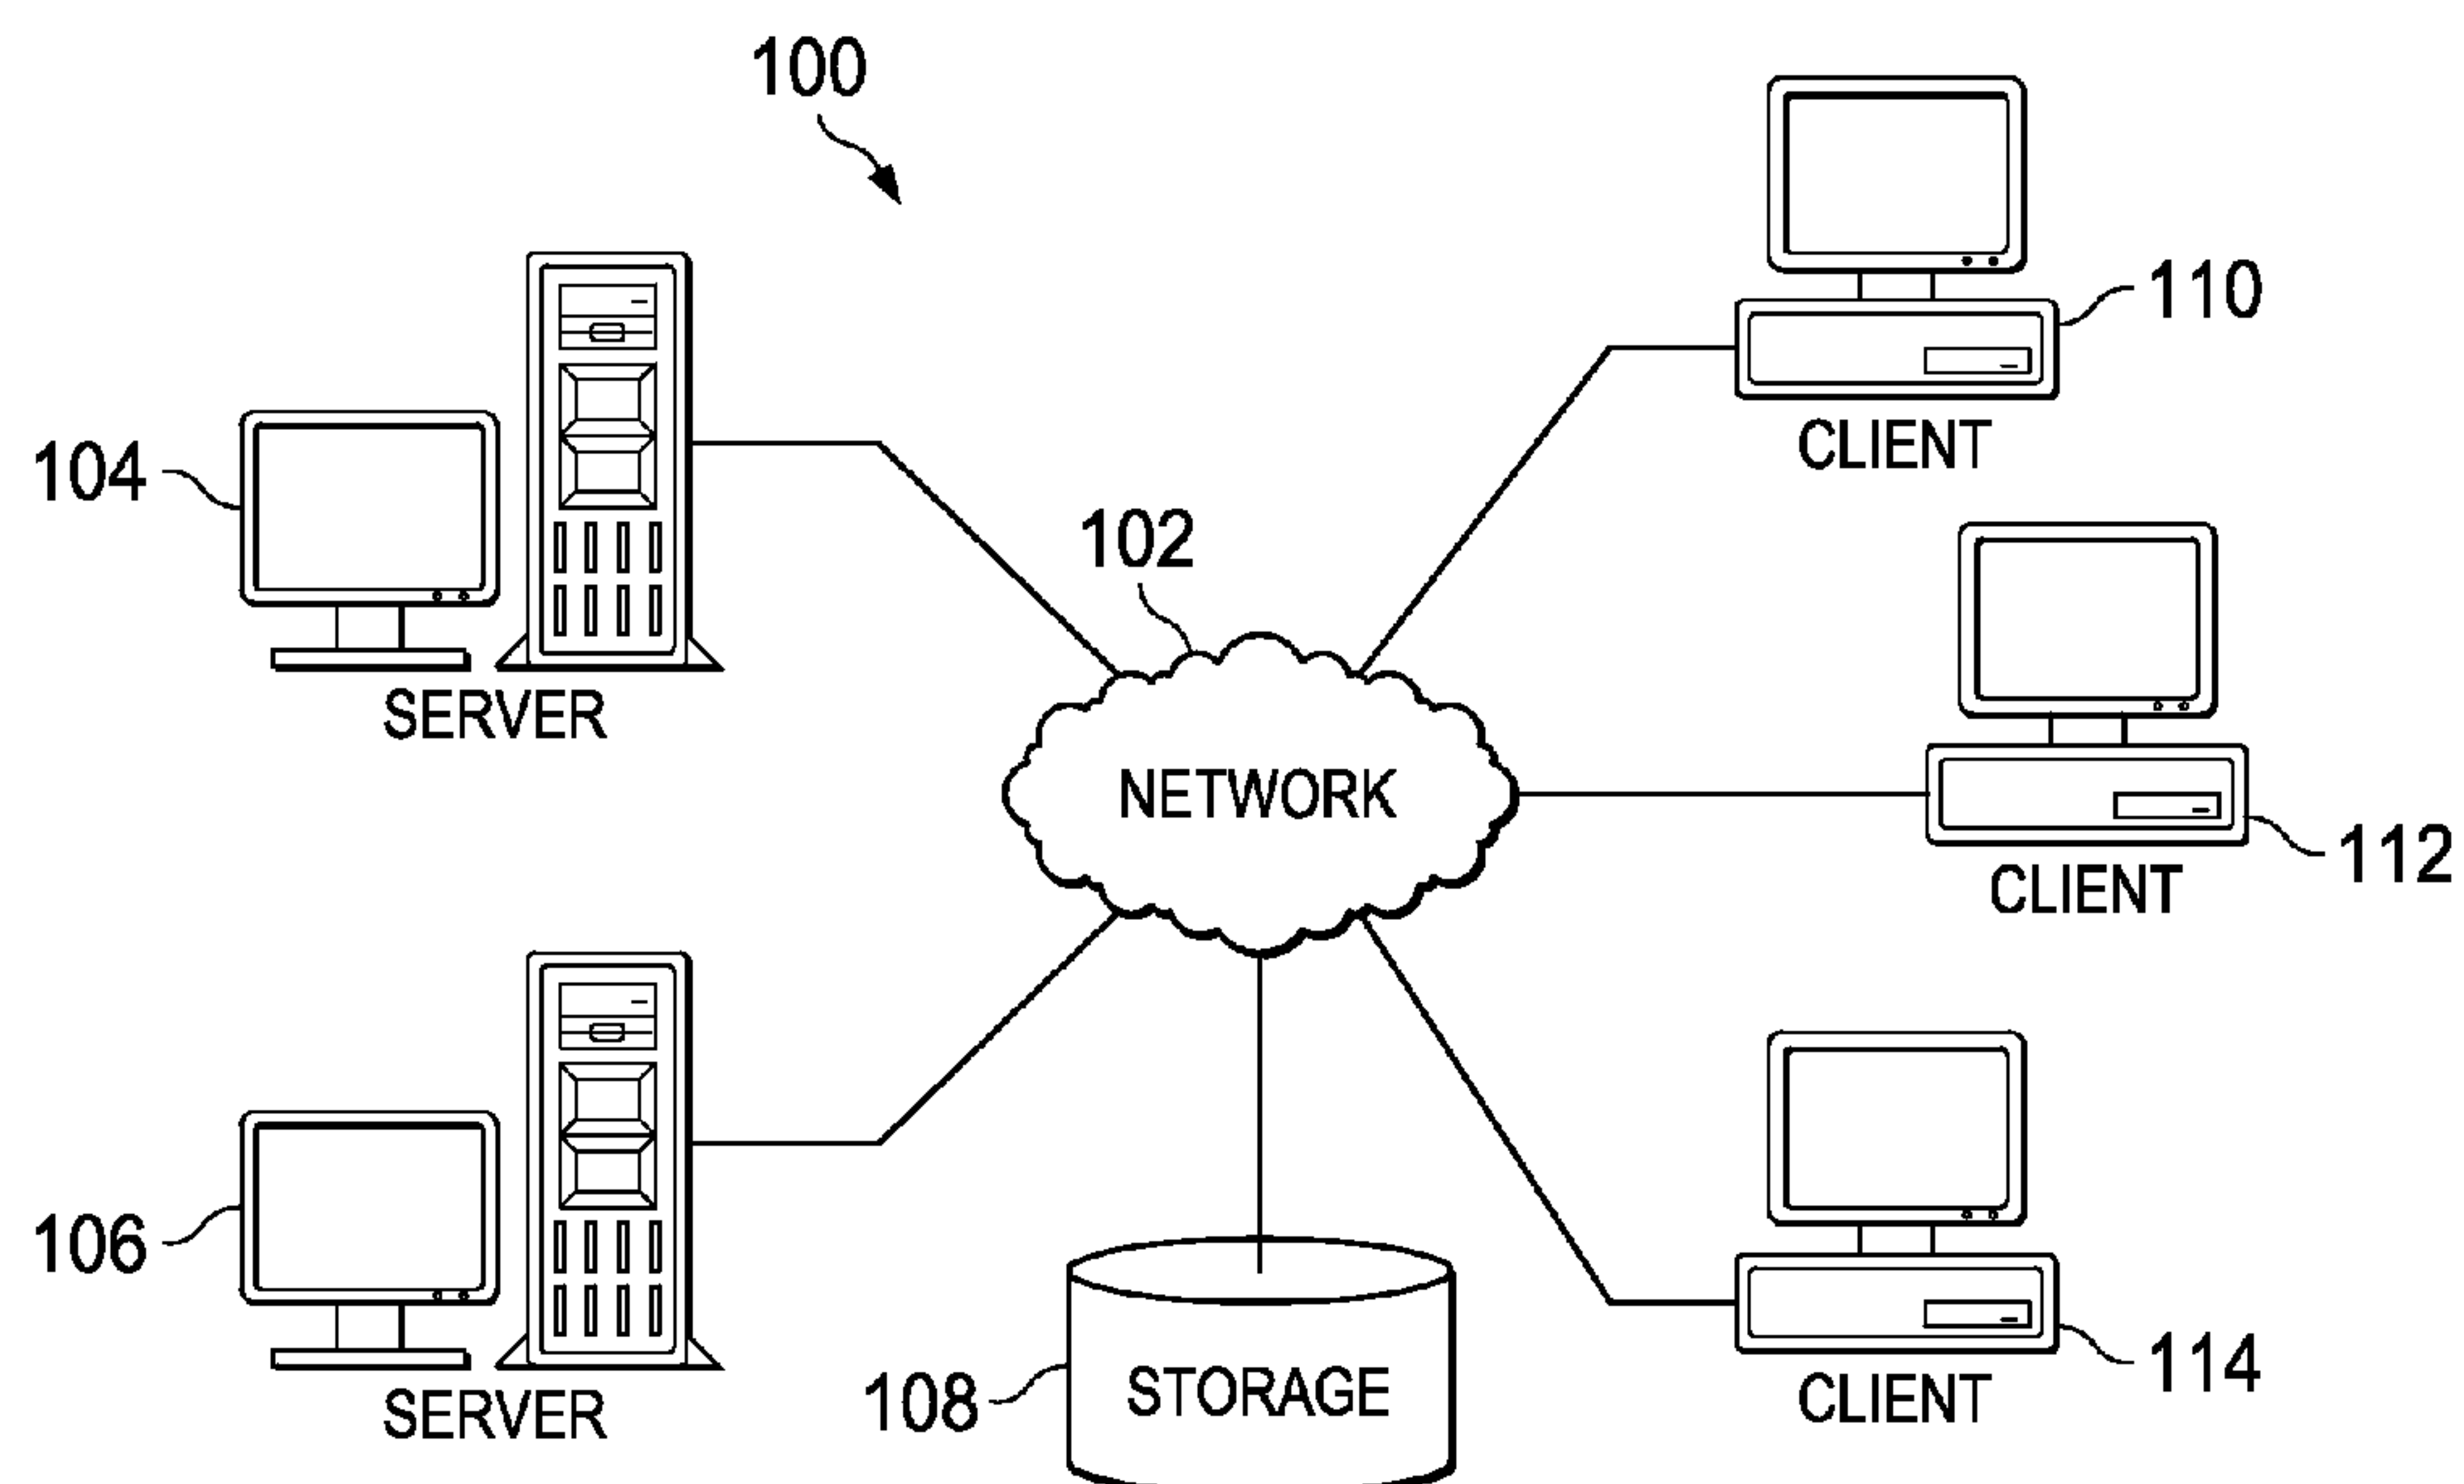 100
110
CLIENT
104
102
SERVER
NETWORK
112
CLIENT
106
108
STORAGE
114
CLIENT
SERVER